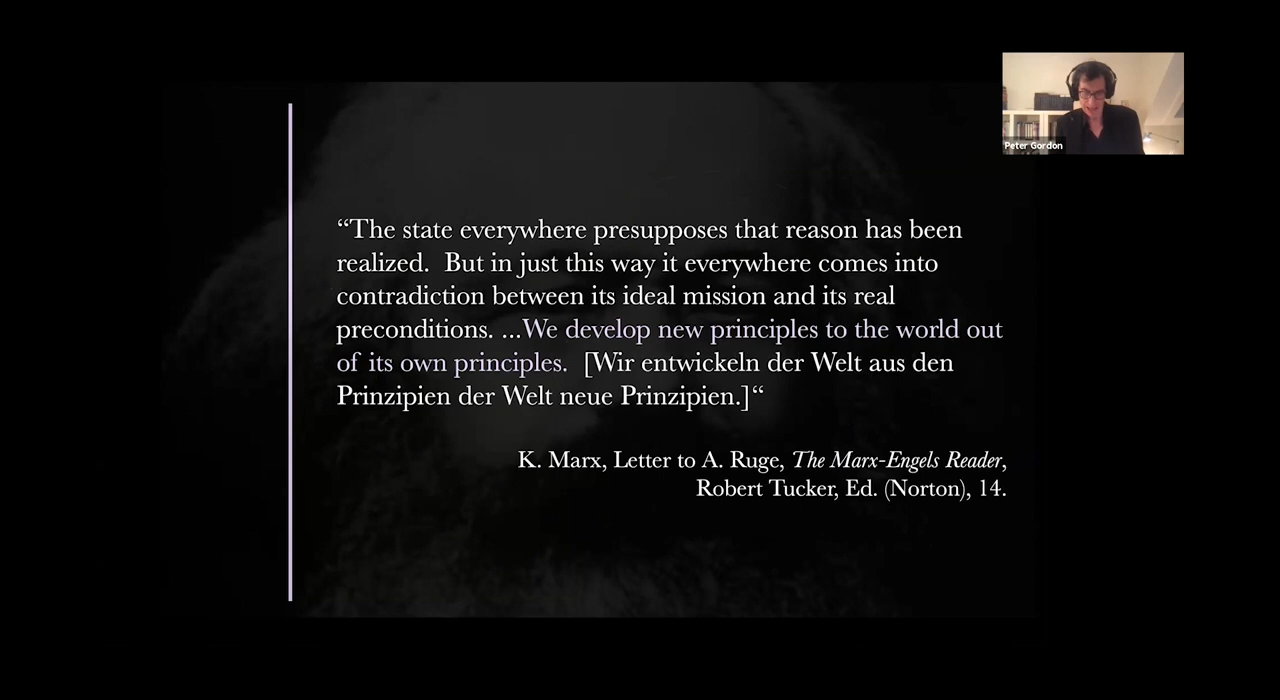 Peter Gordon
“The state everywhere presupposes that reason has been
realized.  But in just this way it everywhere comes into
contradiction between its ideal mission and its real
preconditions. ...We develop new principles to the world out
of its own principles.  [Wir entwickeln der Welt aus den
Prinzipien der Welt neue Prinzipien.]“
K. Marx, Letter to A. Ruge, The Marx-Engels Reader,
Robert Tucker, Ed. (Norton), 14.